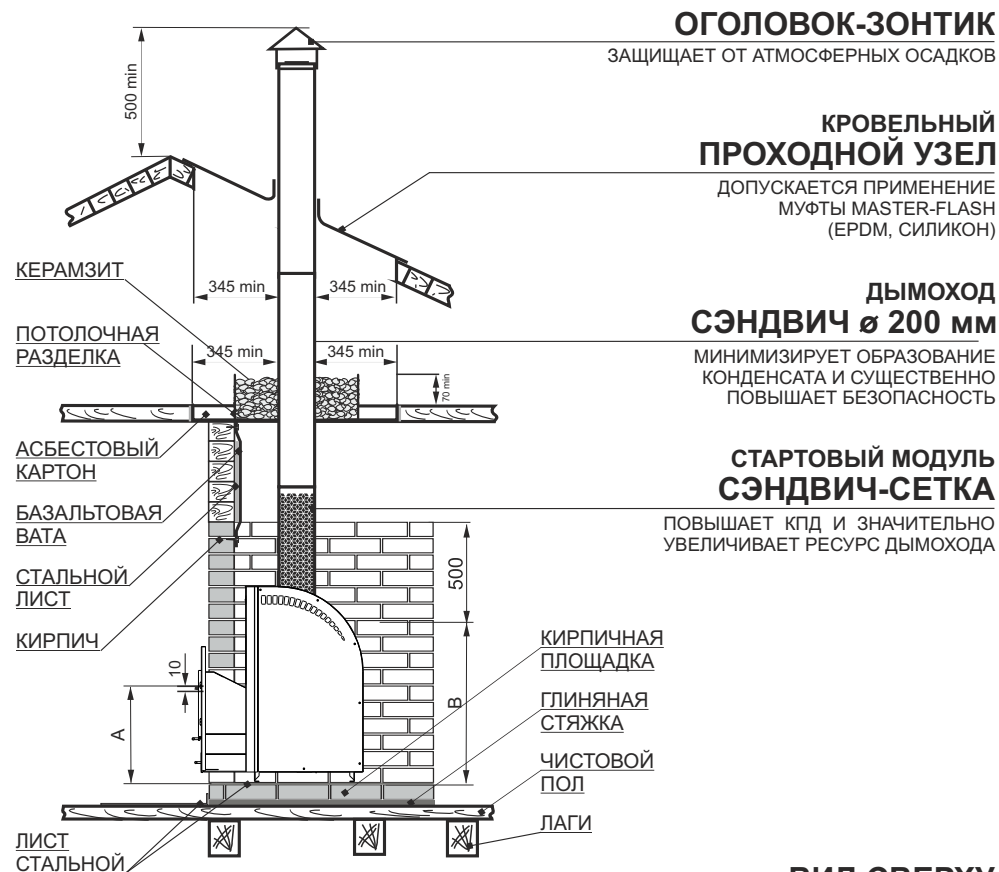 ОГОЛОВОК-ЗОНТИК
ЗАЩИЩАЕТ ОТ АТМОСФЕРНЫХ ОСАДКОВ
500 min
КРОВЕЛЬНЫЙ
ПРОХОДНОЙ УЗЕЛ
ДОПУСКАЕТСЯ ПРИМЕНЕНИЕ
МУФТЫ MASTER-FLASH
(EPDM, СИЛИКОН)
КЕРАМЗИТ
345 min
345 min
ДЫМОХОД
СЭНДВИЧ ø 200 мм
МИНИМИЗИРУЕТ ОБРАЗОВАНИЕ
КОНДЕНСАТА И СУЩЕСТВЕННО
ПОВЫШАЕТ БЕЗОПАСНОСТЬ
ПОТОЛОЧНАЯ
РАЗДЕЛКА
345 min
345 min
70 min
АСБЕСТОВЫЙ
КАРТОН
СТАРТОВЫЙ МОДУЛЬ
СЭНДВИЧ-СЕТКА
ПОВЫШАЕТ КПД И ЗНАЧИТЕЛЬНО
УВЕЛИЧИВАЕТ РЕСУРС ДЫМОХОДА
БАЗАЛЬТОВАЯ
ВАТА
СТАЛЬНОЙ
ЛИСТ
500
КИРПИЧ
10
A
B
КИРПИЧНАЯ
ПЛОЩАДКА
ГЛИНЯНАЯ
СТЯЖКА
ЧИСТОВОЙ
ПОЛ
ЛАГИ
ЛИСТ
СТАЛЬНОЙ
ВИД СВЕРХУ